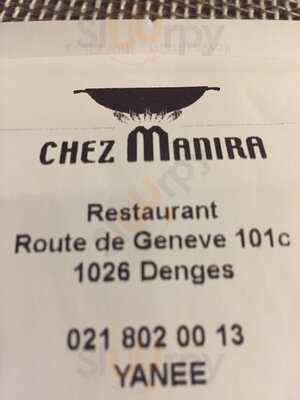 CHEZ MANIRA
Restaurant
Route de Geneve 101c
1026 Denges
021 802 00 13
YANEE